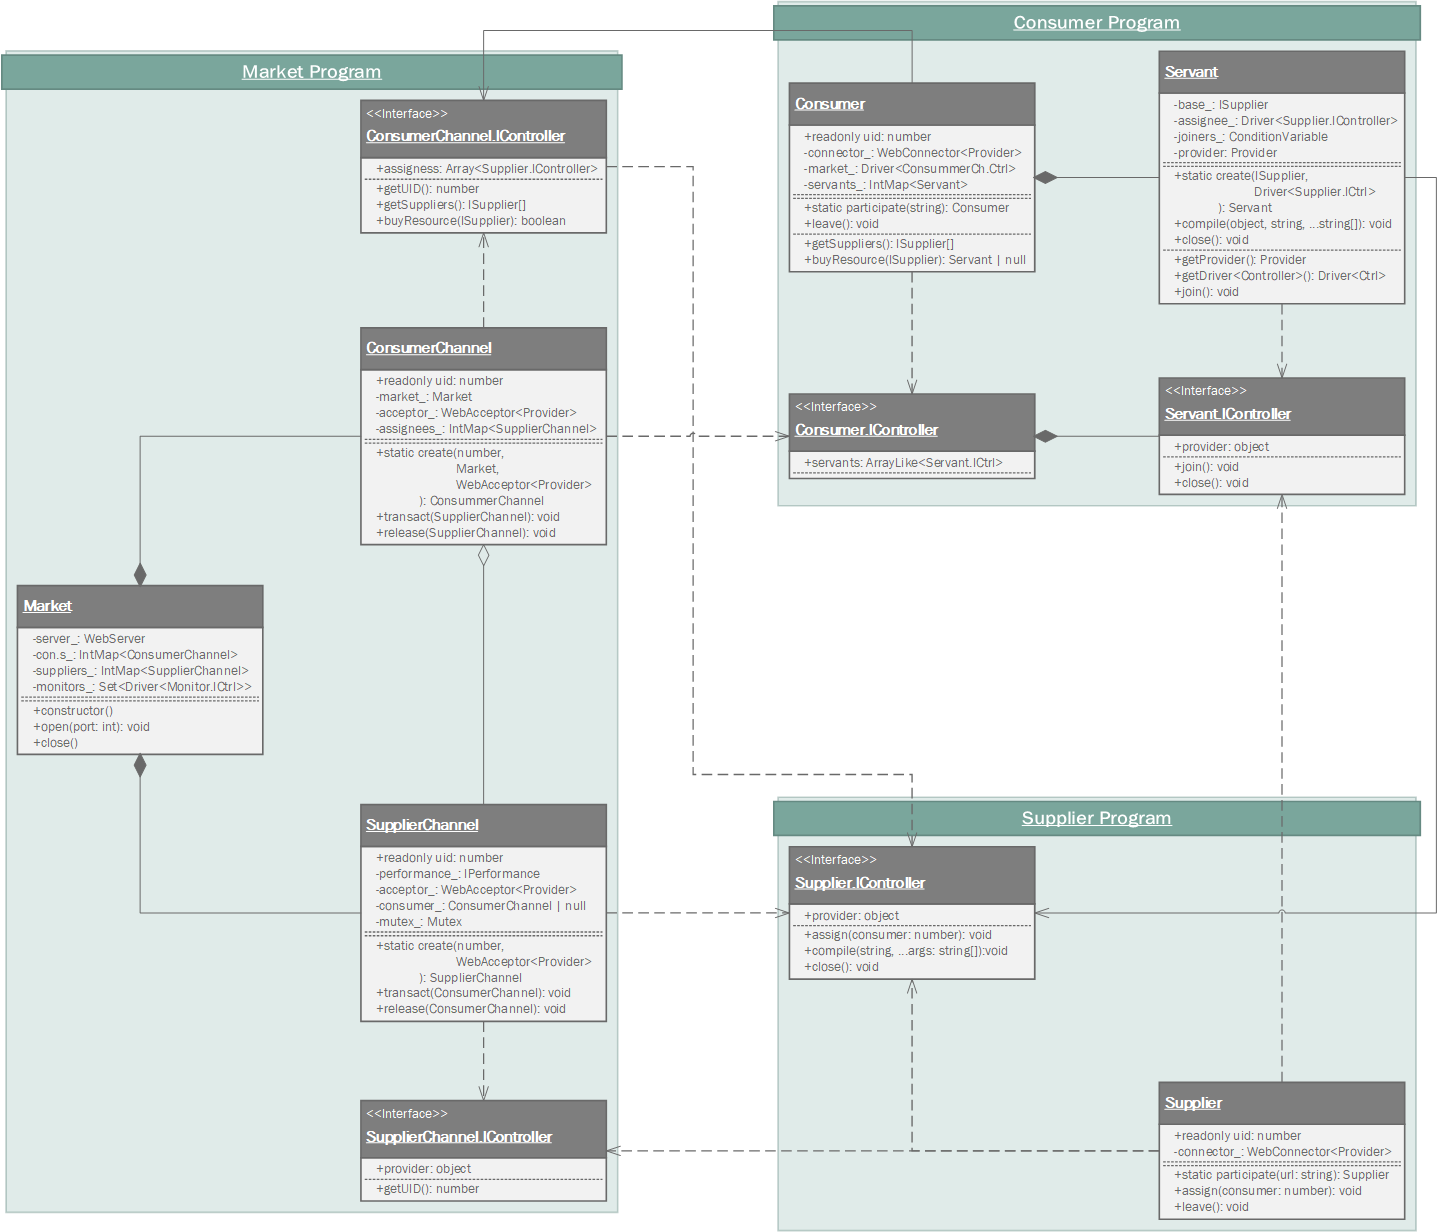 Market Program
<<Interface>>
ConsumerChannel.IController
+assigness: Array<Supplier.IController>
+getUID(): number
+getSuppliers(): ISupplier[]
+buyResource(ISupplier): boolean
ConsumerChannel
+readonly uid: number
-market_: Market
-acceptor_: WebAcceptor<Provider>
-assignees_: IntMap<SupplierChannel>
+static create(number,
Market,
WebAcceptor<Provider>
): ConsummerChannel
+transact(SupplierChannel): void
+release(SupplierChannel): void
Market
-server_: WebServer
-con.s_: IntMap<ConsumerChannel>
-suppliers_: IntMap<SupplierChannel>
-monitors_: Set<Driver<Monitor.ICtrl>>
+constructor()
+open(port: int): void
+close()
SupplierChannel
+readonly uid: number
-performance_: IPerformance
-acceptor_: WebAcceptor<Provider>
-consumer_: ConsumerChannel | null
-mutex_: Mutex
+static create(number,
WebAcceptor<Provider>
): SupplierChannel
+transact(ConsumerChannel): void
+release(ConsumerChannel): void
<<Interface>>
SupplierChannel.IController
+provider: object
+getUID(): number
Consumer Program
Consumer
+readonly uid: number
-connector_: WebConnector<Provider>
-market_: Driver<ConsummerCh.Ctrl>
-servants_: IntMap<Servant>
+static participate(string): Consumer
+leave(): void
+getSuppliers(): ISupplier[]
+buyResource(ISupplier): Servant | null
Servant
-base_: ISupplier
-assignee_: Driver<Supplier.IController>
-joiners_: ConditionVariable
-provider: Provider
+static create(ISupplier,
Driver<Supplier.ICtrl>
): Servant
+compile(object, string, ...string[]): void
+close(): void
+getProvider(): Provider
+getDriver<Controller>(): Driver<Ctrl>
+join(): void
<<Interface>>
Consumer.IController
+servants: ArrayLike<Servant.ICtrl>
<<Interface>>
Servant.IController
+provider: object
+join(): void
+close(): void
Supplier Program
<<Interface>>
Supplier.IController
+provider: object
+assign(consumer: number): void
+compile(string, ...args: string[]):void
+close(): void
Supplier
+readonly uid: number
-connector_: WebConnector<Provider>
+static participate(url: string): Supplier
+assign(consumer: number): void
+leave(): void